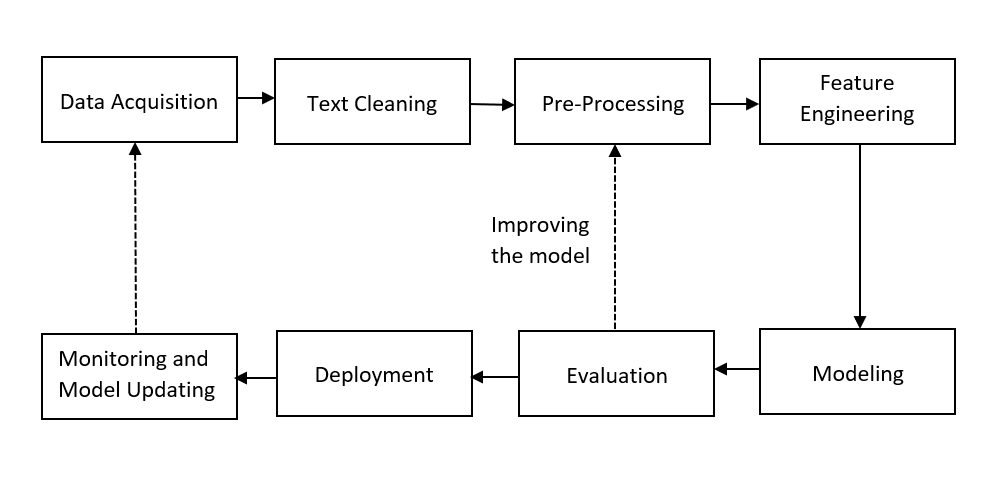 Data Acquisition
Text Cleaning
Pre-Processing
Feature
Engineering
Improving
the model
Monitoring and
Model Updating
Deployment
Evaluation
Modeling